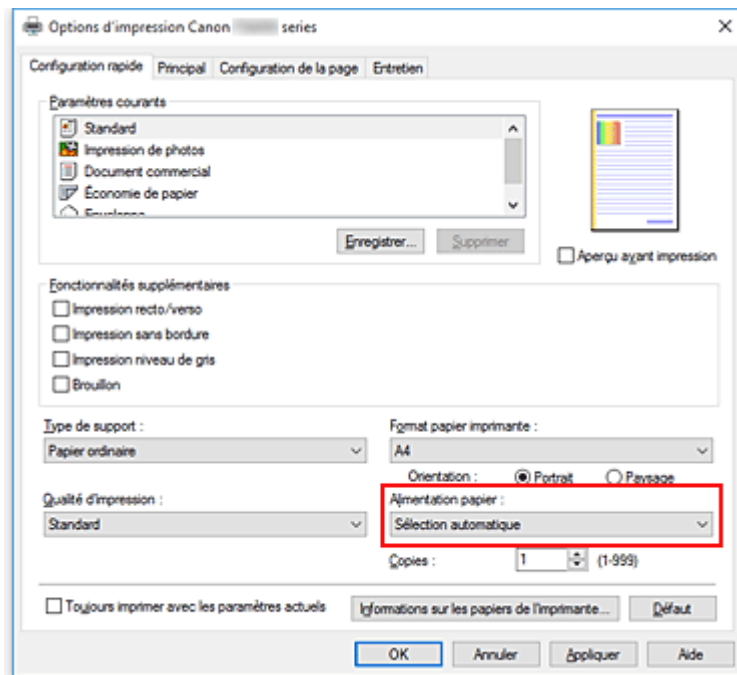 Options d'impression Canon series
Configuration rapide Principal Configuration de la page Entretien
Paramètres courants
Standard
Impression de photos
Document commercial
Économie de papier
Enregistrer... Supprimer
Aperçu avant impression
Fonctionnalités supplémentaires
Impression recto/verso
Impression sans bordure
Impression niveau de gris
Brouillon
Type de support : Format papier imprimante :
Papier ordinaire A4
Orientation : Portrait Paysage
Qualité d'impression : Alimentation papier :
Standard Sélection automatique
Copies : 1 (1-999)
Toujours imprimer avec les paramètres actuels Informations sur les papiers de l'imprimante... Défaut
OK Annuler Appliquer Aide